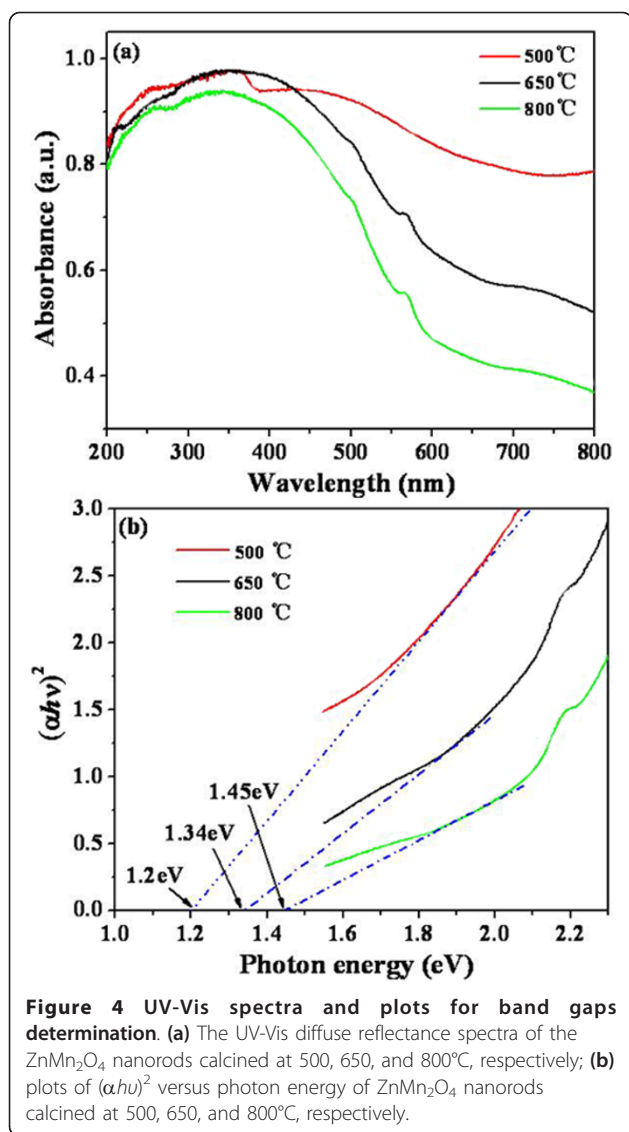 (a)
500 ℃
650 ℃
800 ℃
1.0
0.8
0.6
0.4
Absorbance (a.u.)
200 300 400 500 600 700 800
Wavelength (nm)
(b)
500 ℃
650 ℃
800 ℃
3.0
2.5
2.0
1.5
1.0
0.5
0.0
(αhν)²
1.45eV
1.34eV
1.2eV
1.0 1.2 1.4 1.6 1.8 2.0 2.2
Photon energy (eV)
Figure 4 UV-Vis spectra and plots for band gaps
determination. (a) The UV-Vis diffuse reflectance spectra of the
ZnMn₂O₄ nanorods calcined at 500, 650, and 800°C, respectively; (b)
plots of (αhυ)² versus photon energy of ZnMn₂O₄ nanorods
calcined at 500, 650, and 800°C, respectively.